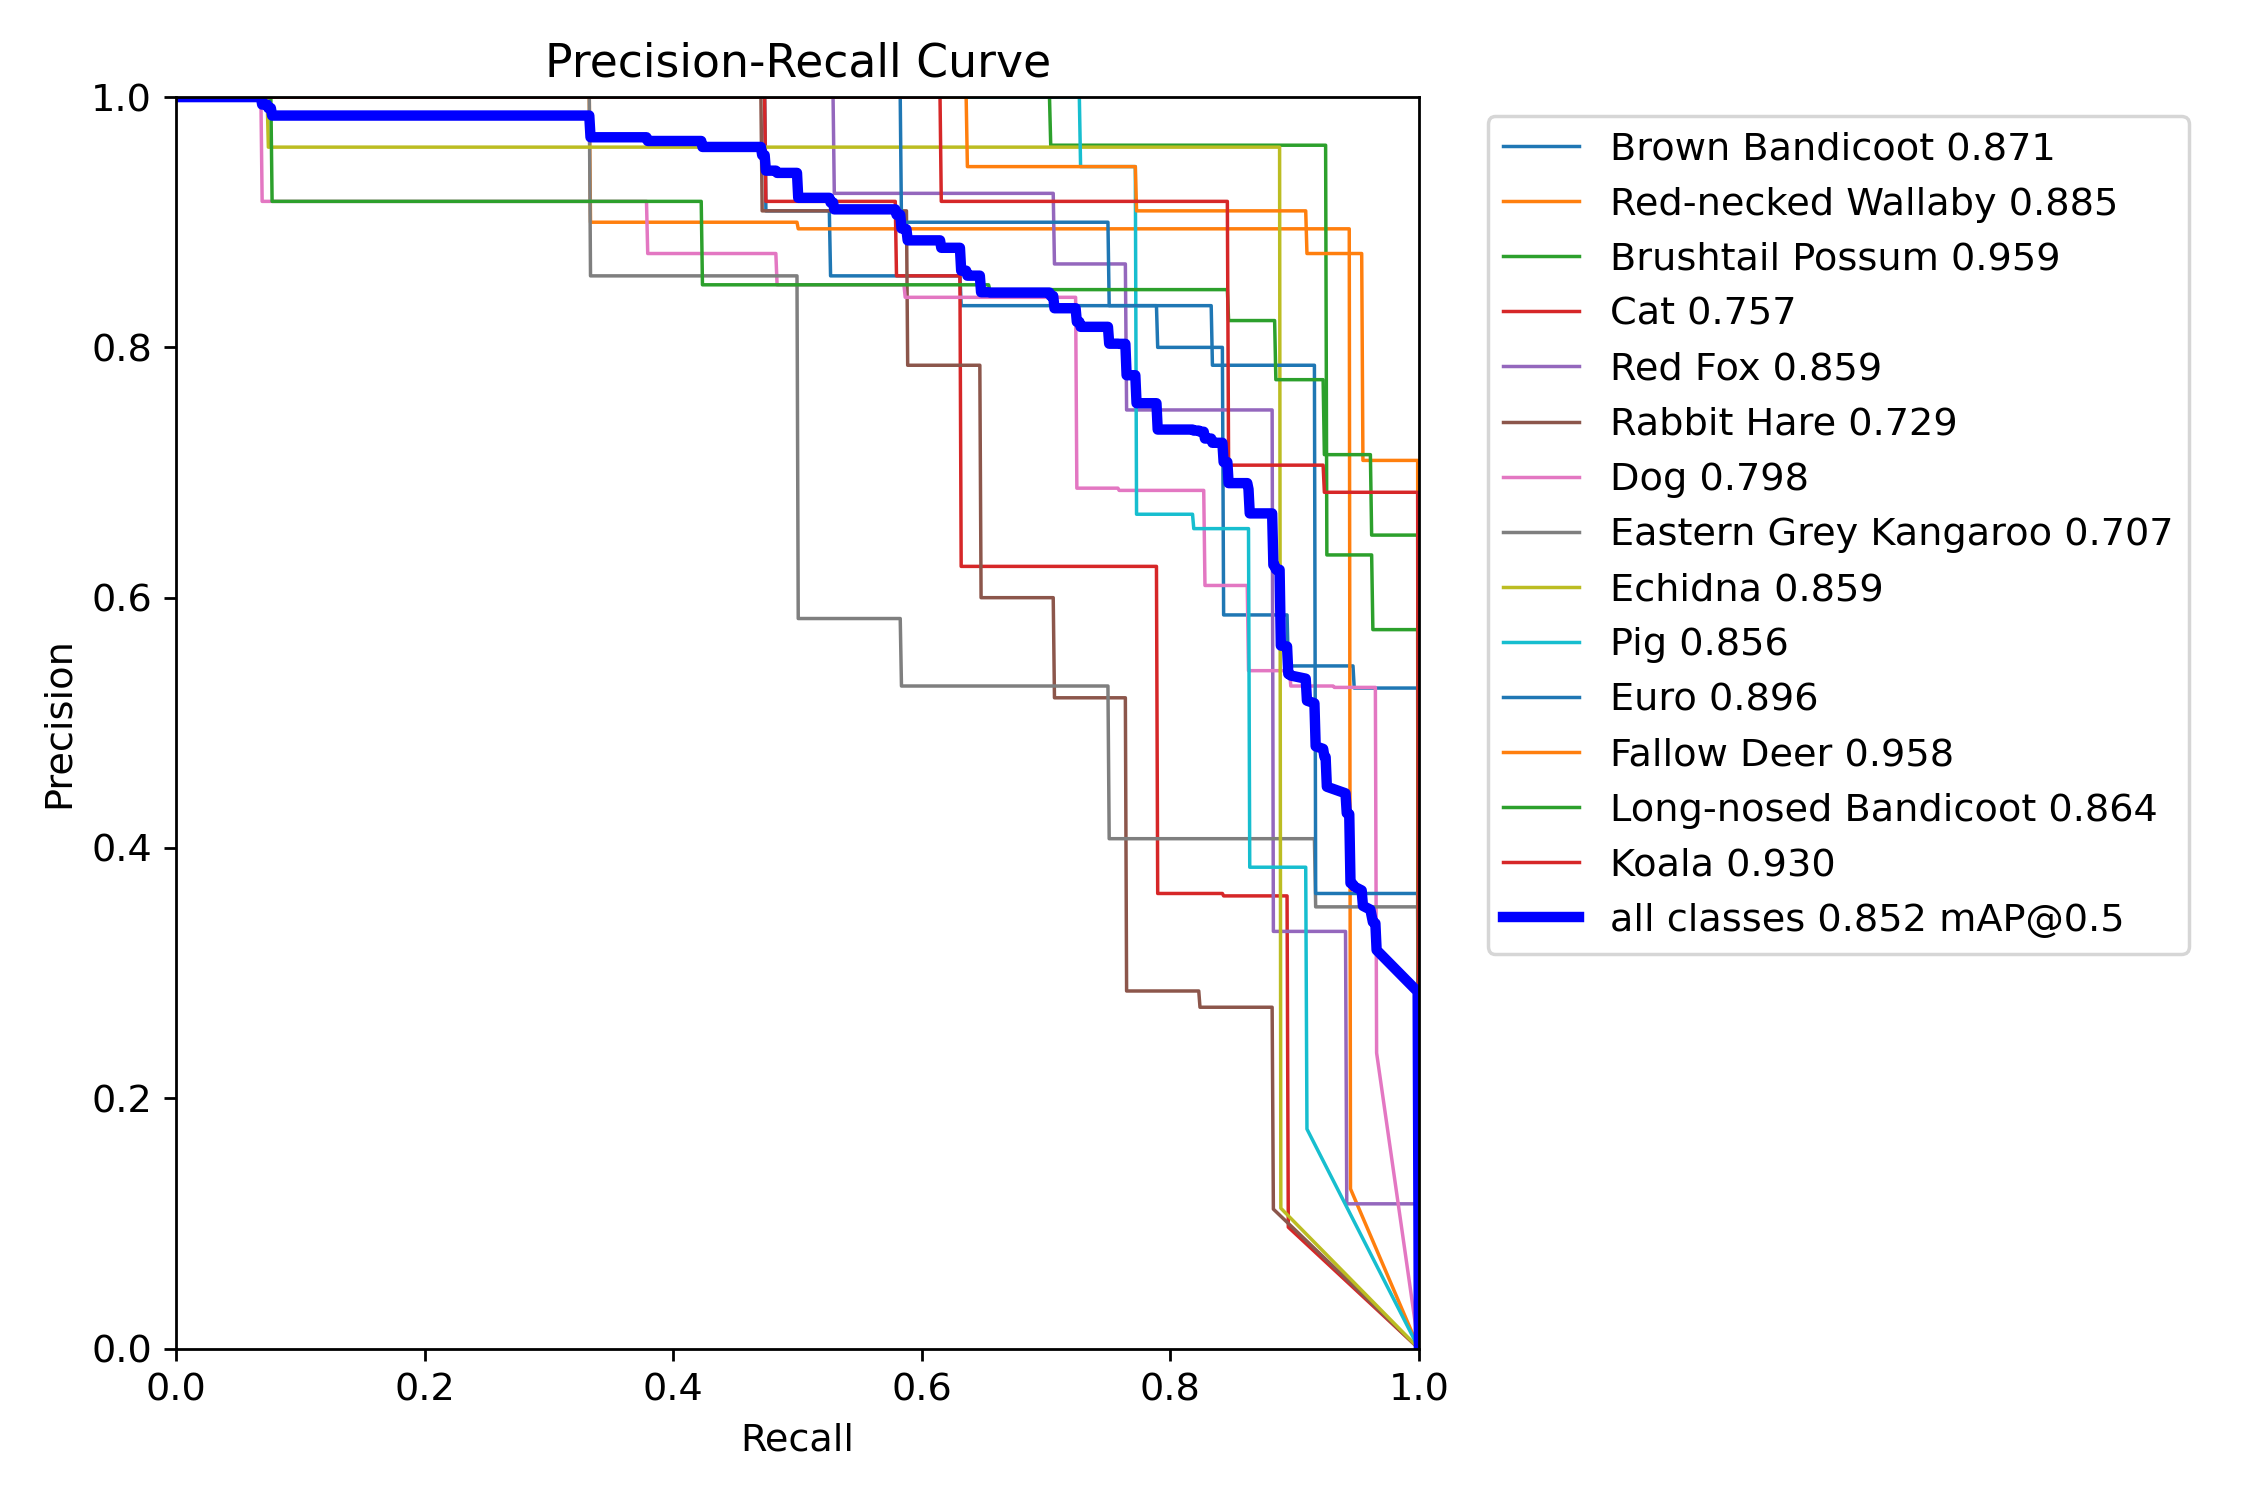 Precision-Recall Curve
1.0
0.8
0.6
0.4
0.2
0.0
Precision
0.0 0.2 0.4 0.6 0.8 1.0
Recall
Brown Bandicoot 0.871
Red-necked Wallaby 0.885
Brushtail Possum 0.959
Cat 0.757
Red Fox 0.859
Rabbit Hare 0.729
Dog 0.798
Eastern Grey Kangaroo 0.707
Echidna 0.859
Pig 0.856
Euro 0.896
Fallow Deer 0.958
Long-nosed Bandicoot 0.864
Koala 0.930
all classes 0.852 mAP@0.5